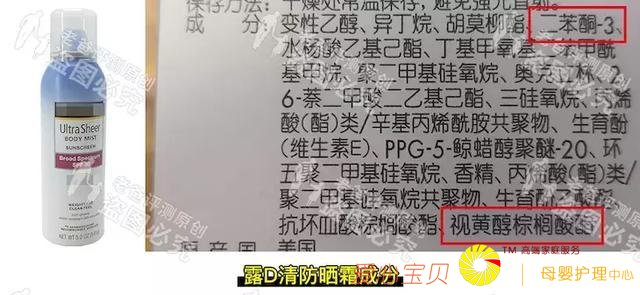 保存方法：干燥处常温保存，避免强光直射。
成　　分：变性乙醇、异丁烷、胡莫柳酯、二苯酮-3、
水杨酸乙基己酯、丁基甲氧基二苯甲酰
基甲烷、聚二甲基硅氧烷、奥克立林、2,
6-萘二甲酸二乙基己酯、三硅氧烷、丙烯
酸(酯)类/辛基丙烯酰胺共聚物、生育酚
(维生素E)、PPG-5-鲸蜡醇聚醚-20、环
五聚二甲基硅氧烷、香精、丙烯酸(酯)类/
聚二甲基硅氧烷共聚物、生育酚乙酸酯、
抗坏血酸棕榈酸酯、视黄醇棕榈酸酯
原 产 国：美国
Ultra Sheer
BODY MIST
SUNSCREEN
Broad Spectrum
SPF 30
LIGHTWEIGHT
CLEAN FEEL
NET WT. 5.0 OZ
老爸评测原创
盗图必究
老爸评测原创
盗图必究
露D清防晒霜成分
宝贝
TM 高端家庭服务
母婴护理中心